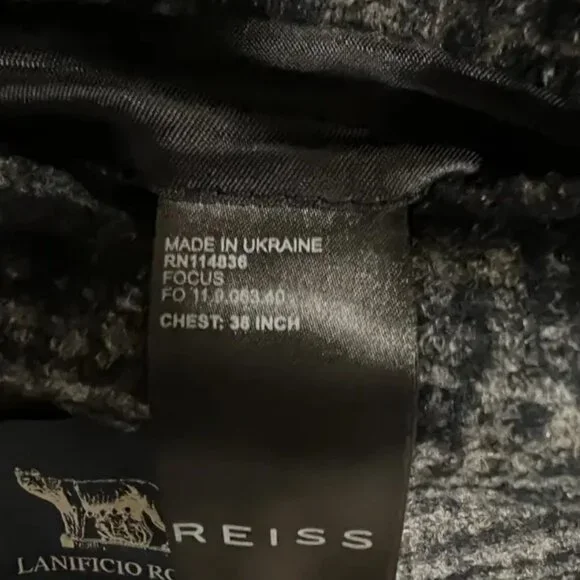 MADE IN UKRAINE
RN114836
FOCUS
FO 11.0.063.40
CHEST: 38 INCH
REISS
LANIFICIO RO